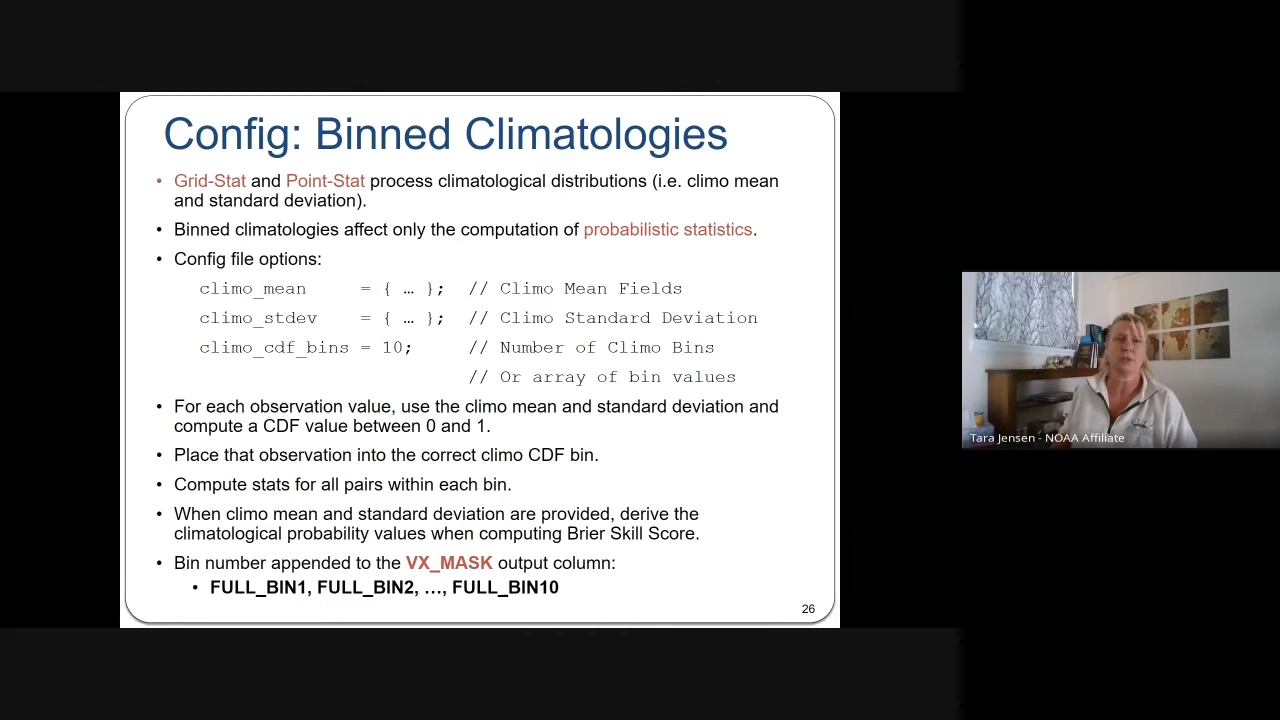 Config: Binned Climatologies
• Grid-Stat and Point-Stat process climatological distributions (i.e. climo mean
and standard deviation).
• Binned climatologies affect only the computation of probabilistic statistics.
• Config file options:
climo_mean = { … }; // Climo Mean Fields
climo_stdev = { … }; // Climo Standard Deviation
climo_cdf_bins = 10; // Number of Climo Bins
// Or array of bin values
• For each observation value, use the climo mean and standard deviation and
compute a CDF value between 0 and 1.
• Place that observation into the correct climo CDF bin.
• Compute stats for all pairs within each bin.
• When climo mean and standard deviation are provided, derive the
climatological probability values when computing Brier Skill Score.
• Bin number appended to the VX_MASK output column:
• FULL_BIN1, FULL_BIN2, …, FULL_BIN10
26
Tara Jensen - NOAA Affiliate